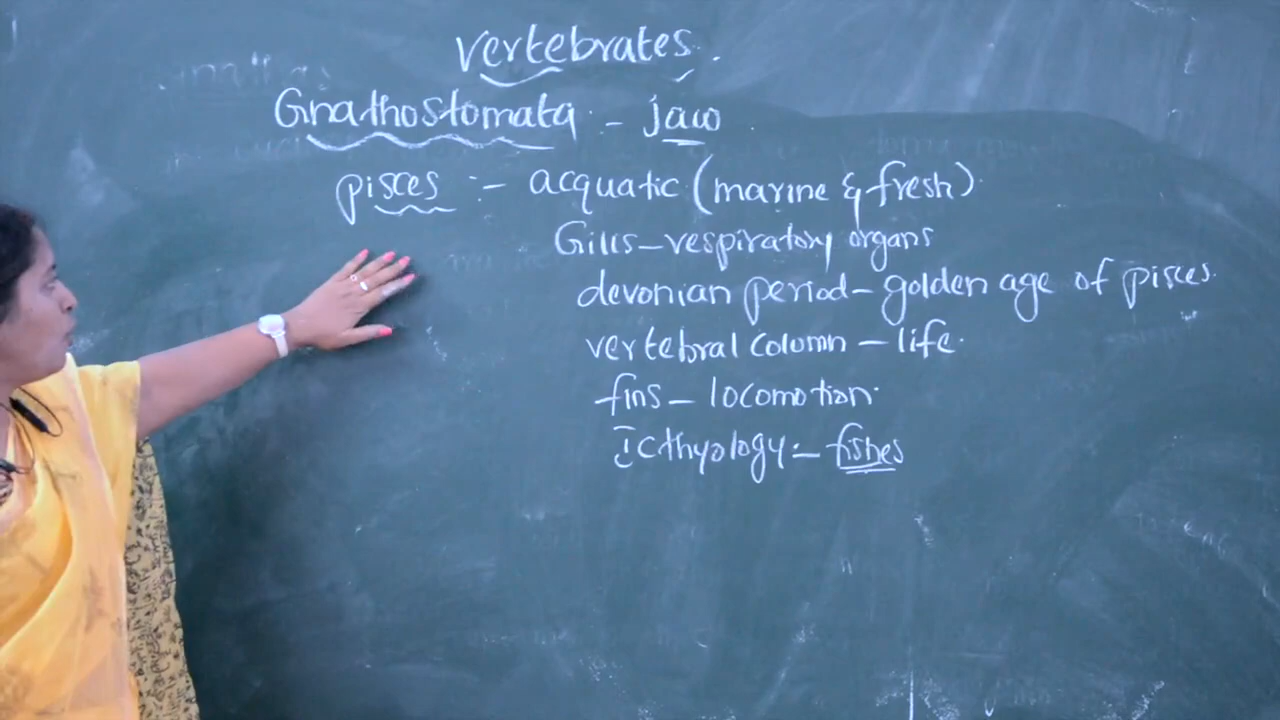 Vertebrates.
Gnathostomata :- jaw
pisces :- acquatic (marine & fresh)
Gills-respiratory organs
devonian period-golden age of pisces.
vertebral column - life.
fins - locomotion.
Icthyology:- fishes